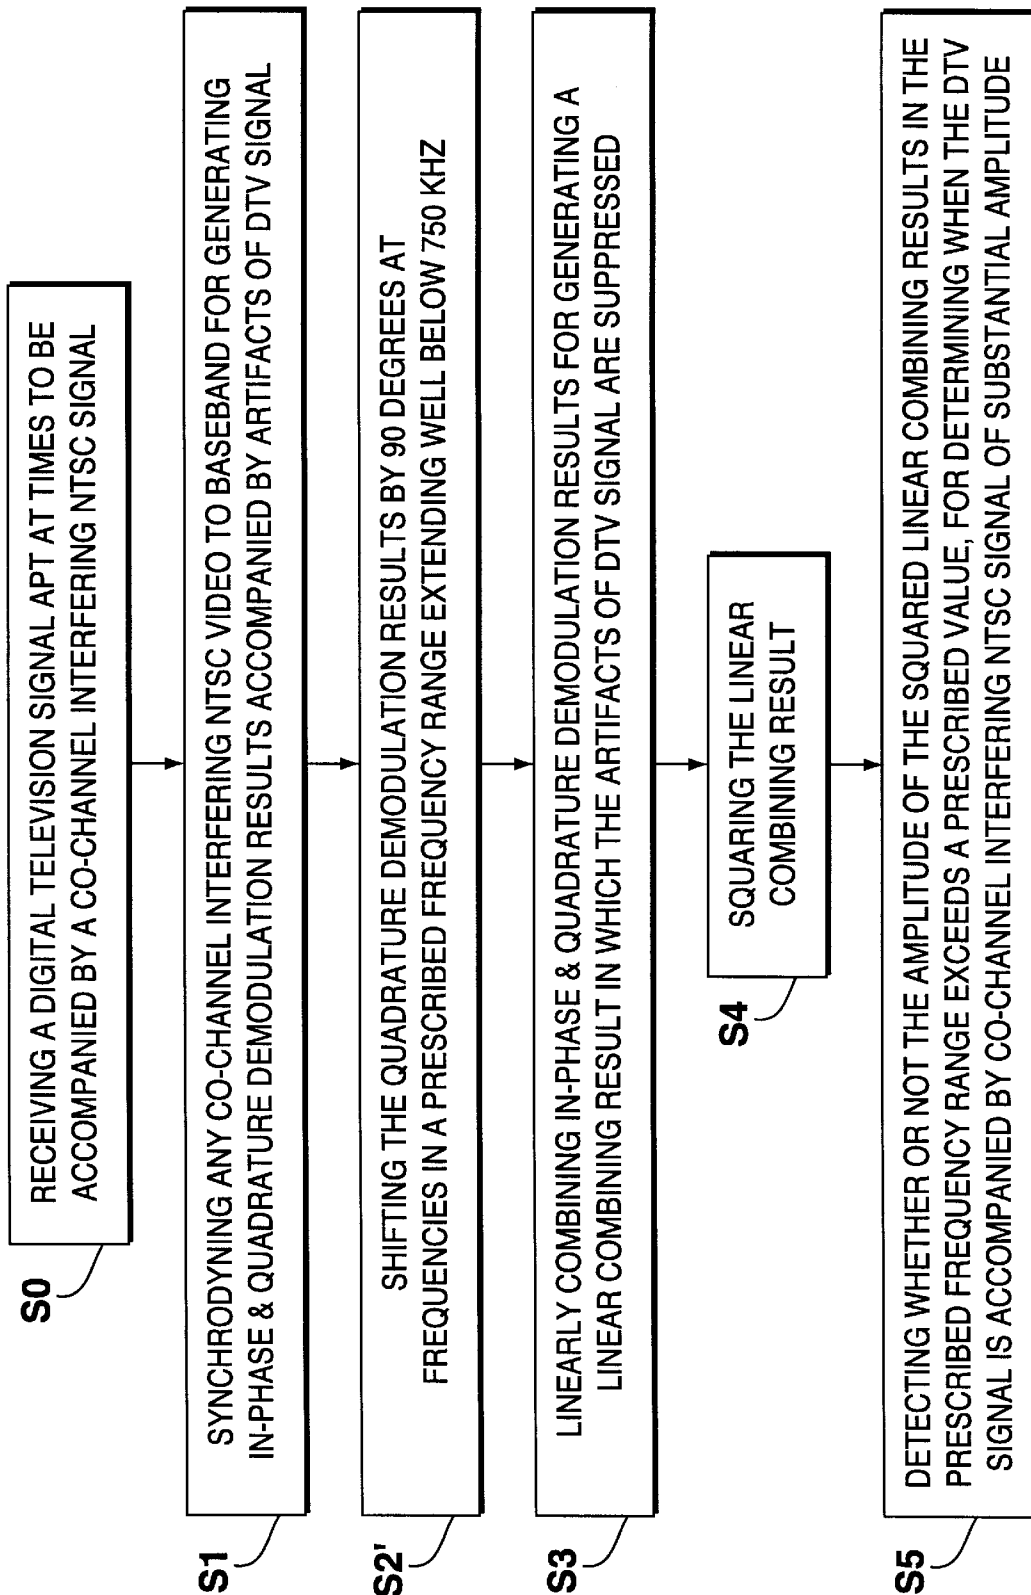 S0
RECEIVING A DIGITAL TELEVISION SIGNAL APT AT TIMES TO BE
ACCOMPANIED BY A CO-CHANNEL INTERFERING NTSC SIGNAL
S1
SYNCHRODYNING ANY CO-CHANNEL INTERFERING NTSC VIDEO TO BASEBAND FOR GENERATING
IN-PHASE & QUADRATURE DEMODULATION RESULTS ACCOMPANIED BY ARTIFACTS OF DTV SIGNAL
S2'
SHIFTING THE QUADRATURE DEMODULATION RESULTS BY 90 DEGREES AT
FREQUENCIES IN A PRESCRIBED FREQUENCY RANGE EXTENDING WELL BELOW 750 KHZ
S3
LINEARLY COMBINING IN-PHASE & QUADRATURE DEMODULATION RESULTS FOR GENERATING A
LINEAR COMBINING RESULT IN WHICH THE ARTIFACTS OF DTV SIGNAL ARE SUPPRESSED
S4
SQUARING THE LINEAR
COMBINING RESULT
S5
DETECTING WHETHER OR NOT THE AMPLITUDE OF THE SQUARED LINEAR COMBINING RESULTS IN THE
PRESCRIBED FREQUENCY RANGE EXCEEDS A PRESCRIBED VALUE, FOR DETERMINING WHEN THE DTV
SIGNAL IS ACCOMPANIED BY CO-CHANNEL INTERFERING NTSC SIGNAL OF SUBSTANTIAL AMPLITUDE